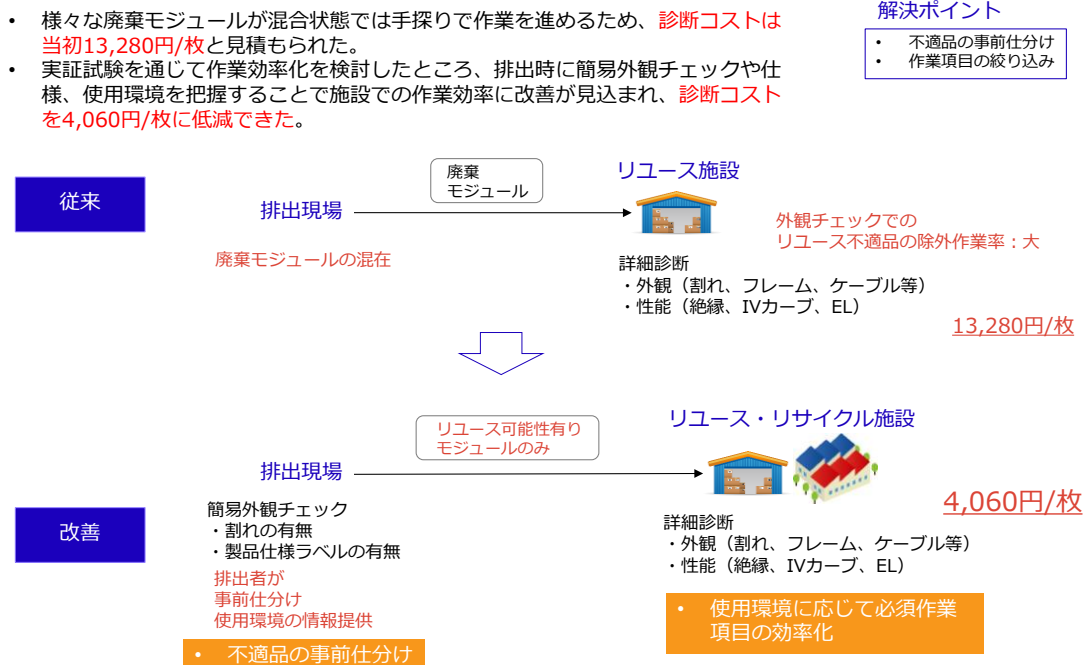 • 様々な廃棄モジュールが混合状態では手探りで作業を進めるため、診断コストは
当初13,280円/枚と見積もられた。
• 実証試験を通じて作業効率化を検討したところ、排出時に簡易外観チェックや仕
様、使用環境を把握することで施設での作業効率に改善が見込まれ、診断コスト
を4,060円/枚に低減できた。
解決ポイント
• 不適品の事前仕分け
• 作業項目の絞り込み
従来
排出現場
廃棄モジュールの混在
廃棄
モジュール
リユース施設
外観チェックでの
リユース不適品の除外作業率：大
詳細診断
・外観（割れ、フレーム、ケーブル等）
・性能（絶縁、IVカーブ、EL）
13,280円/枚
改善
排出現場
簡易外観チェック
・割れの有無
・製品仕様ラベルの有無
排出者が
事前仕分け
使用環境の情報提供
• 不適品の事前仕分け
リユース可能性有り
モジュールのみ
リユース・リサイクル施設
4,060円/枚
詳細診断
・外観（割れ、フレーム、ケーブル等）
・性能（絶縁、IVカーブ、EL）
• 使用環境に応じて必須作業
項目の効率化